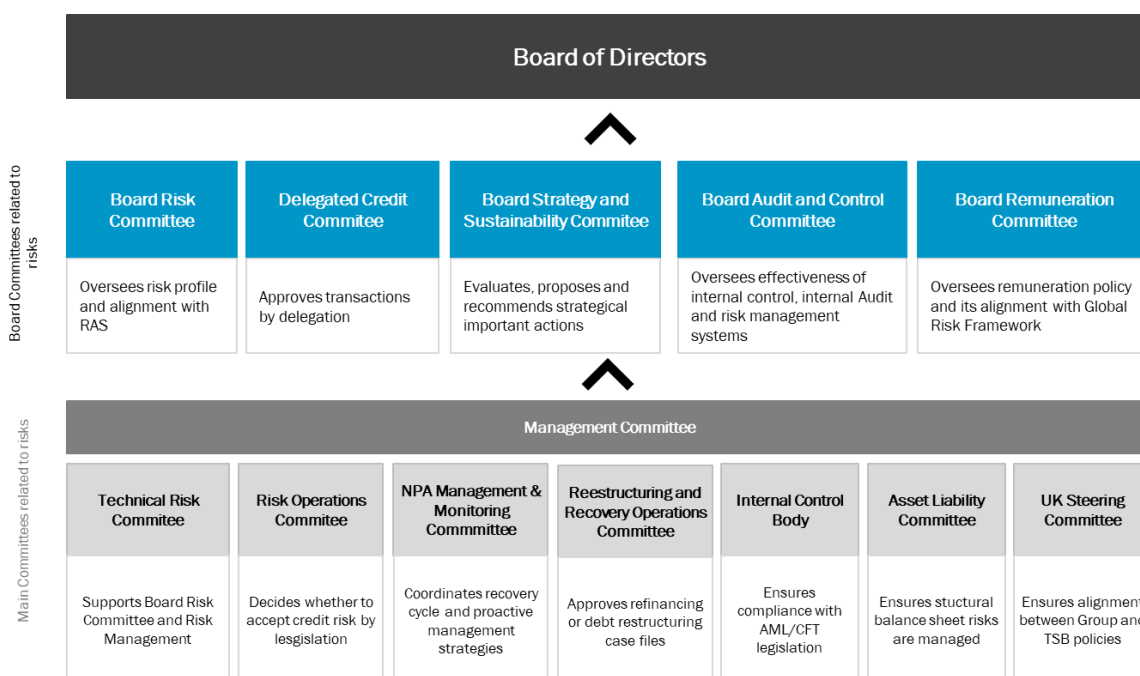 Board of Directors
Board Committees related to
risks
Board Risk
Committee
Delegated Credit
Commitee
Board Strategy and
Sustainability Commitee
Board Audit and Control
Committee
Board Remuneration
Committee
Oversees risk profile
and alignment with
RAS
Approves transactions
by delegation
Evaluates, proposes and
recommends strategical
important actions
Oversees effectiveness of
internal control, internal Audit
and risk management
systems
Oversees remuneration policy
and its alignment with Global
Risk Framework
Main Committees related to risks
Management Committee
Technical Risk
Commitee
Risk Operations
Commitee
NPA Management &
Monitoring
Commmittee
Reestructuring and
Recovery Operations
Committee
Internal Control
Body
Asset Liability
Committee
UK Steering
Committee
Supports Board Risk
Committee and Risk
Management
Decides whether to
accept credit risk by
lesgislation
Coordinates recovery
cycle and proactive
management
strategies
Approves refinancing
or debt restructuring
case files
Ensures
compliance with
AML/CFT
legislation
Ensures stuctural
balance sheet risks
are managed
Ensures alignment
between Group and
TSB policies